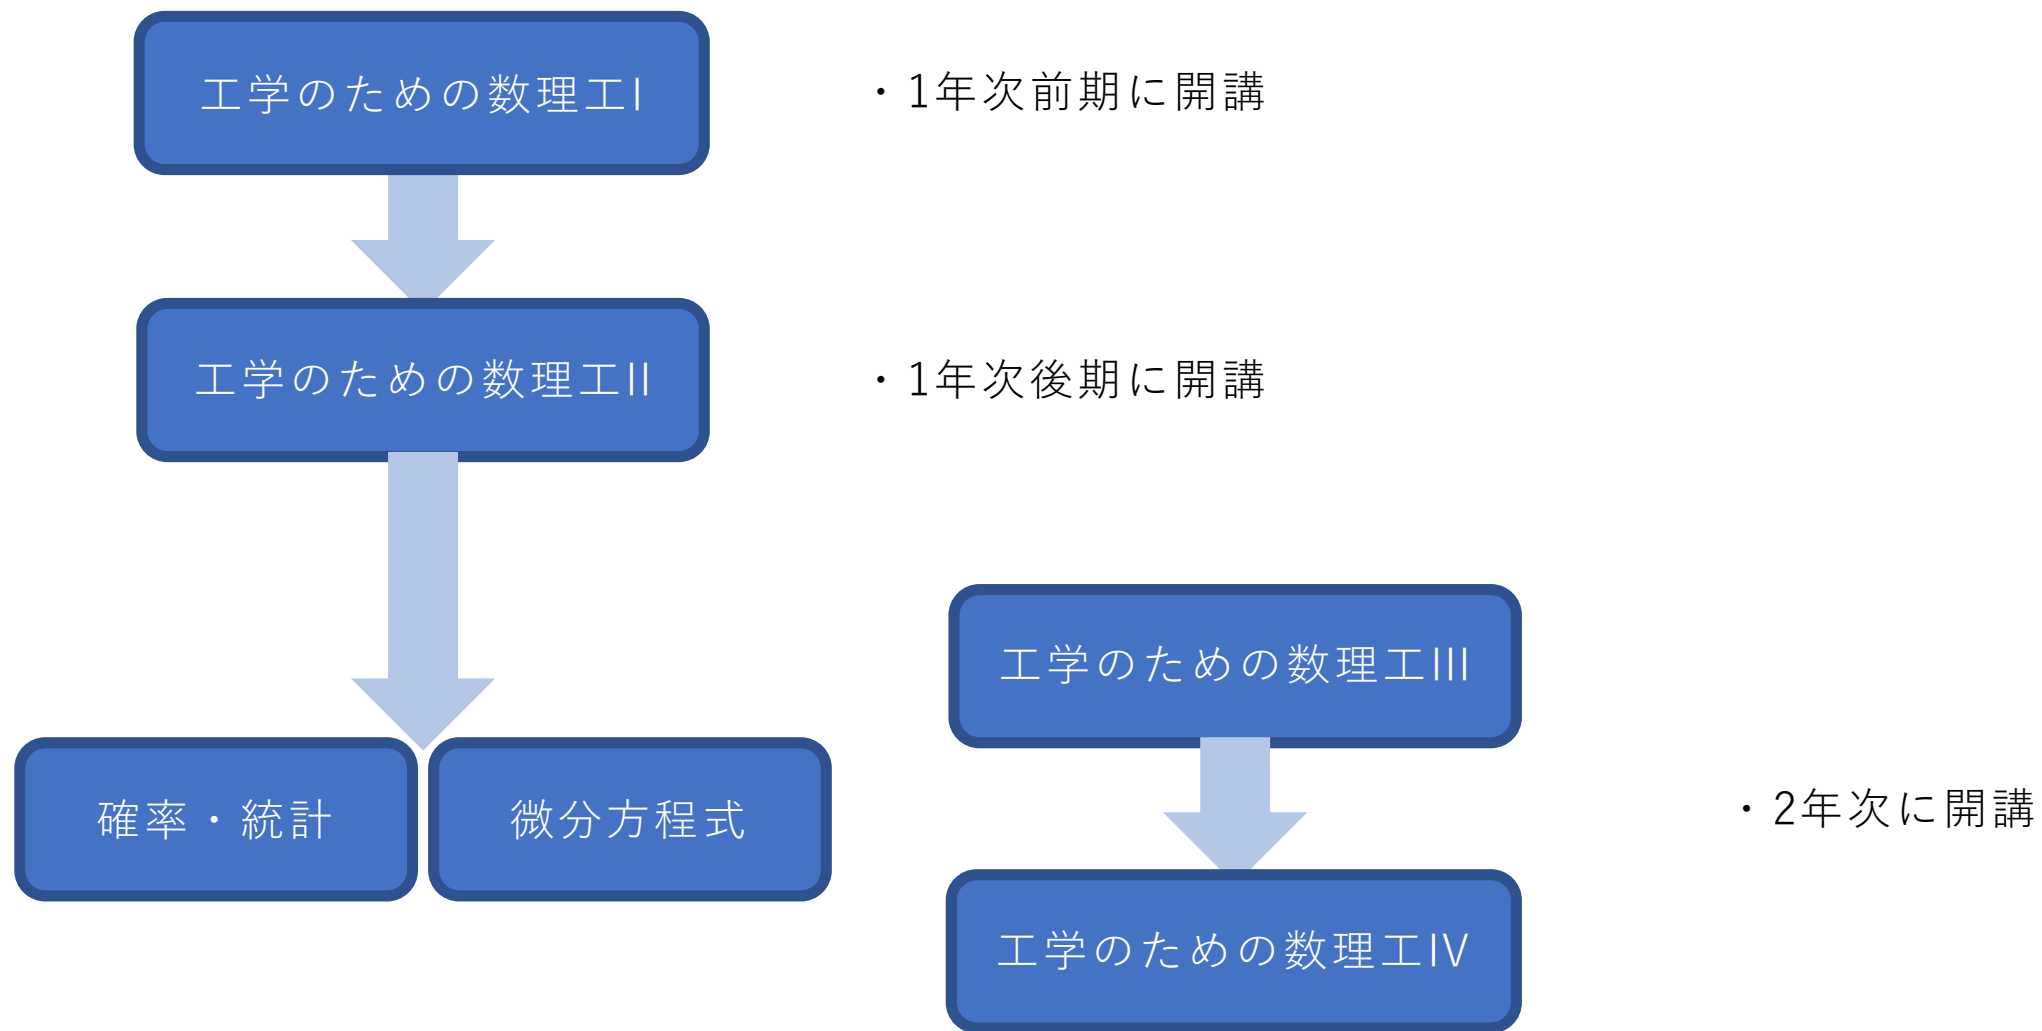 工学のための数理工I
・1年次前期に開講
工学のための数理工II
・1年次後期に開講
工学のための数理工III
確率・統計
微分方程式
・2年次に開講
工学のための数理工IV